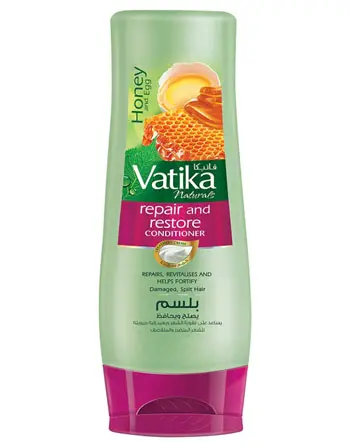 Honey
and Egg
فاتيكا
Vatika
Naturals
repair and
restore
CONDITIONER
REPAIRS, REVITALISES AND
HELPS FORTIFY
Damaged, Split Hair
بلسم
يصلح ويحافظ